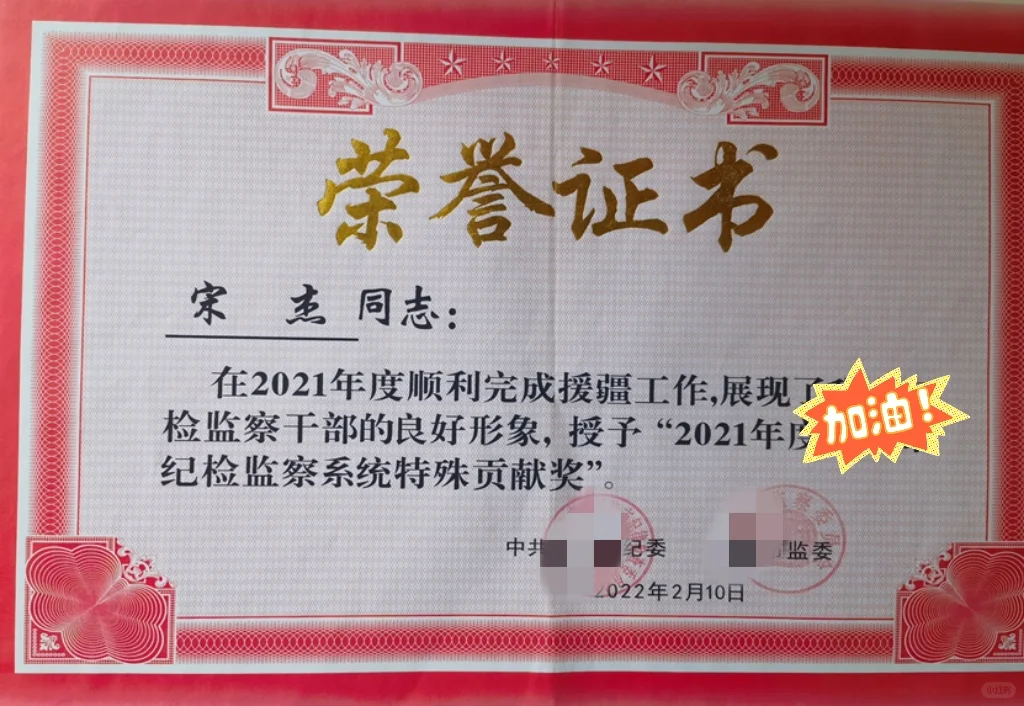 荣誉证书
宋 杰 同志：
在2021年度顺利完成援疆工作,展现了
加油！
检监察干部的良好形象，授予“2021年度
纪检监察系统特殊贡献奖”。
中共 纪委 监委
2022年2月10日
小红书